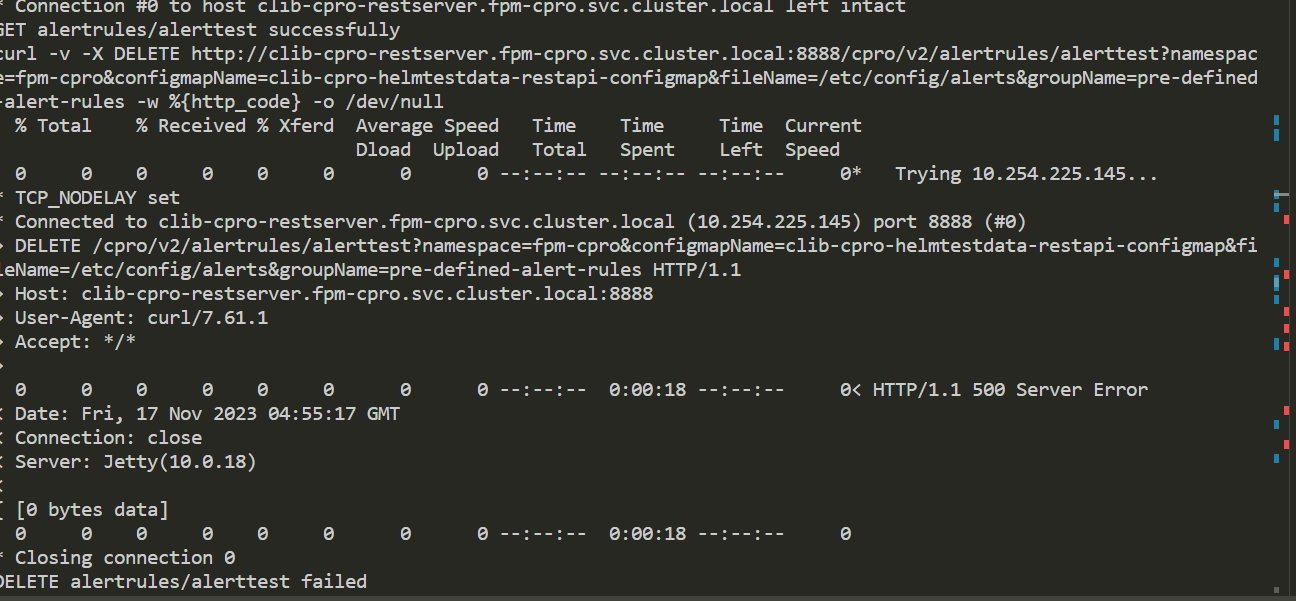 * Connection #0 to host clib-cpro-restserver.fpm-cpro.svc.cluster.local left intact
GET alertrules/alerttest successfully
curl -v -X DELETE http://clib-cpro-restserver.fpm-cpro.svc.cluster.local:8888/cpro/v2/alertrules/alerttest?namespac
e=fpm-cpro&configmapName=clib-cpro-helmtestdata-restapi-configmap&fileName=/etc/config/alerts&groupName=pre-defined
-alert-rules -w %{http_code} -o /dev/null
% Total % Received % Xferd Average Speed Time Time Time Current
Dload Upload Total Spent Left Speed
0 0 0 0 0 0 0 0 --:--:-- --:--:-- --:--:-- 0* Trying 10.254.225.145...
* TCP_NODELAY set
* Connected to clib-cpro-restserver.fpm-cpro.svc.cluster.local (10.254.225.145) port 8888 (#0)
> DELETE /cpro/v2/alertrules/alerttest?namespace=fpm-cpro&configmapName=clib-cpro-helmtestdata-restapi-configmap&fi
leName=/etc/config/alerts&groupName=pre-defined-alert-rules HTTP/1.1
> Host: clib-cpro-restserver.fpm-cpro.svc.cluster.local:8888
> User-Agent: curl/7.61.1
> Accept: */*
>
0 0 0 0 0 0 0 0 --:--:-- 0:00:18 --:--:-- 0< HTTP/1.1 500 Server Error
< Date: Fri, 17 Nov 2023 04:55:17 GMT
< Connection: close
< Server: Jetty(10.0.18)
<
{ [0 bytes data]
0 0 0 0 0 0 0 0 --:--:-- 0:00:18 --:--:-- 0
* Closing connection 0
DELETE alertrules/alerttest failed